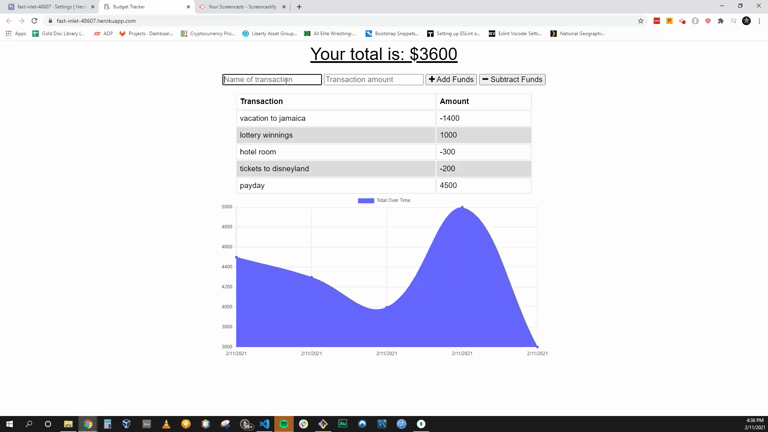 fast-inlet-48607 - Settings | Hero
Budget Tracker
Your Screencasts - Screencastify
fast-inlet-48607.herokuapp.com
Apps
Gold Disc Library (
ADP
Projects · Dashboar...
Cryptocurrency Pric...
Liberty Asset Group...
All Elite Wrestling:
Bootstrap Snippets
Setting up ESLint o
Eslint Vscode Setti
National Geographic
Your total is: $3600
Name of transaction
Transaction amount
Add Funds
Subtract Funds
Transaction Amount
vacation to jamaica -1400
lottery winnings 1000
hotel room -300
tickets to disneyland -200
payday 4500
Total Over Time
5000
4800
4600
4400
4200
4000
3800
3600
2/11/2021 2/11/2021 2/11/2021 2/11/2021 2/11/2021
4:36 PM
2/11/2021